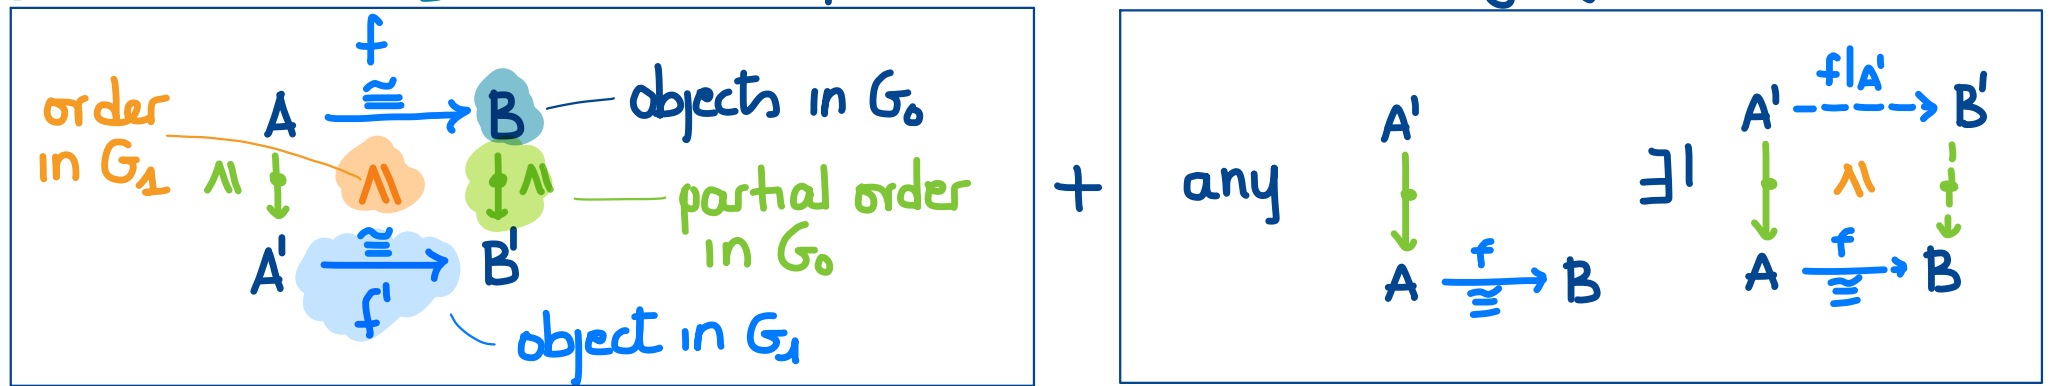 f
≅
order
in G₁
A
B
objects in G₀
≤
≤
≤
partial order
in G₀
≅
A'
B'
f'
object in G₁
+
any
A'
f
A
≅
B
∃!
A'
f|A'
B'
≤
f
A
≅
B